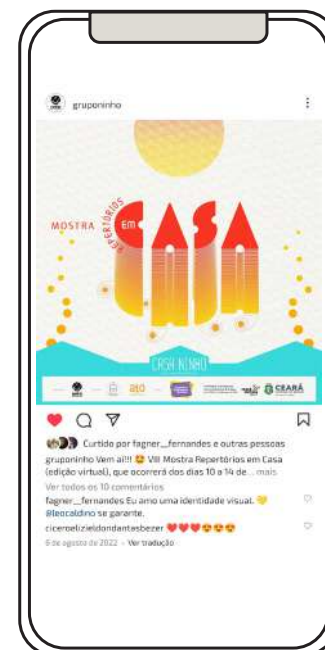 gruponinho
MOSTRA
REPERTÓRIOS
EM
CASA
CASA NINHO
CEARÁ
Curtido por fagner__fernandes e outras pessoas
gruponinho Vem aí!!! 🤩 VIII Mostra Repertórios em Casa
(edição virtual), que ocorrerá dos dias 10 a 14 de... mais
Ver todos os 10 comentários
fagner__fernandes Eu amo uma identidade visual. 💛
@leocaldino se garante.
ciceroelizieldondantasbezer ❤️❤️❤️😍😍😍
6 de agosto de 2022 • Ver tradução